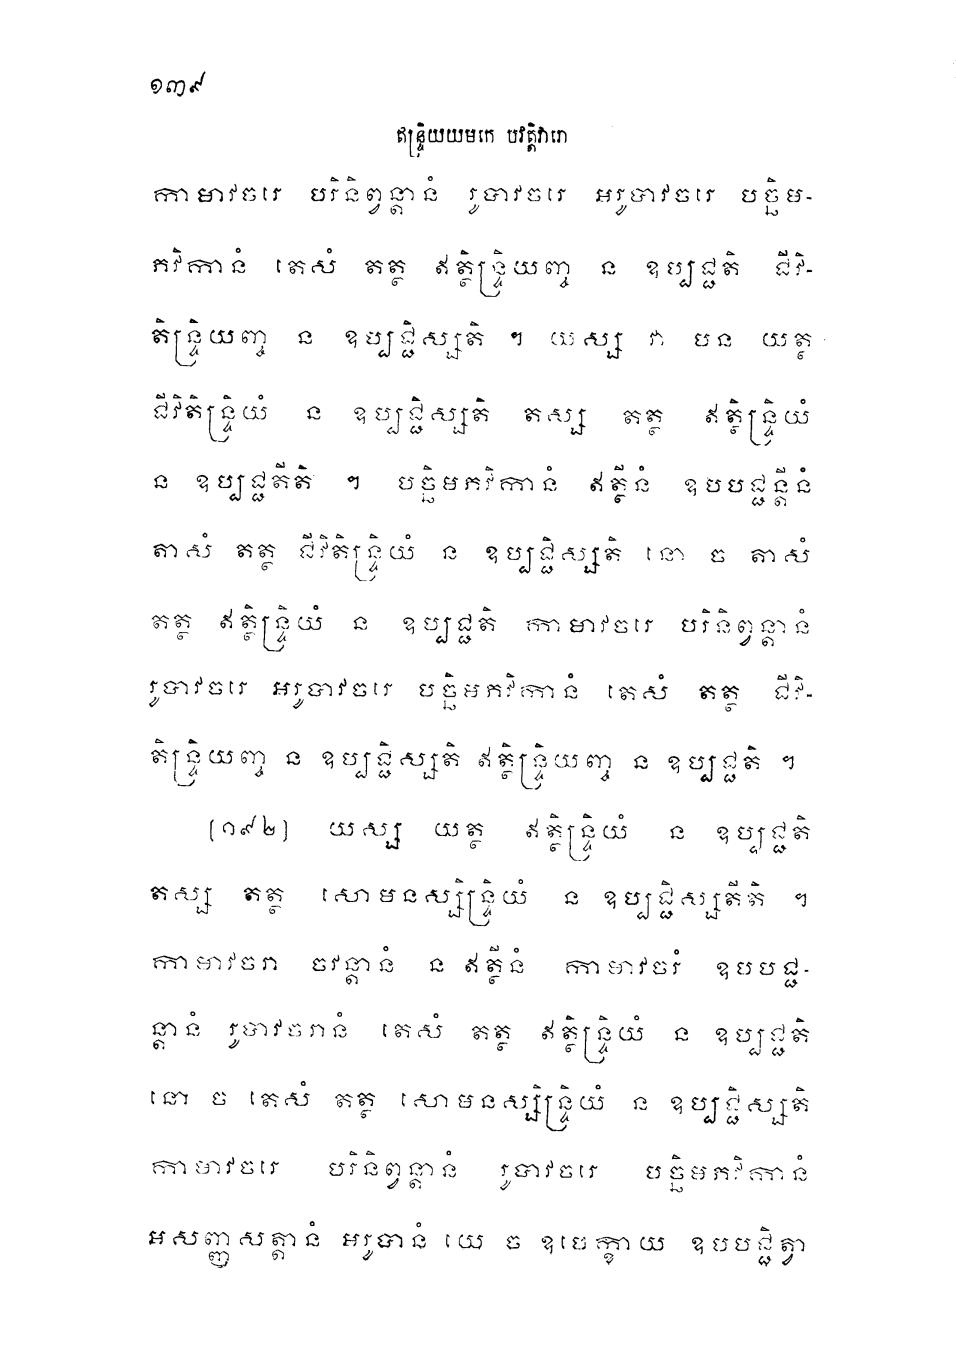 ១៣៩
ឥន្ទ្រិយយមកេ បវត្តិវារោ
កាមាវចរេ បរិនិព្វន្តានំ រូបាវចរេ អរូបាវចរេ បច្ឆិម-
ភវិកានំ តេសំ តត្ថ ឥត្ថិន្ទ្រិយញ្ច ន ឧប្បជ្ជតិ ជីវិ-
តិន្ទ្រិយញ្ច ន ឧប្បជ្ជិស្សតិ ។ យស្ស វា បន យត្ថ
ជីវិតិន្ទ្រិយំ ន ឧប្បជ្ជិស្សតិ តស្ស តត្ថ ឥត្ថិន្ទ្រិយំ
ន ឧប្បជ្ជតីតិ ។ បច្ឆិមភវិកានំ ឥត្ថីនំ ឧបបជ្ជន្តីនំ
តាសំ តត្ថ ជីវិតិន្ទ្រិយំ ន ឧប្បជ្ជិស្សតិ នោ ច តាសំ
តត្ថ ឥត្ថិន្ទ្រិយំ ន ឧប្បជ្ជតិ កាមាវចរេ បរិនិព្វន្តានំ
រូបាវចរេ អរូបាវចរេ បច្ឆិមភវិកានំ តេសំ តត្ថ ជីវិ-
តិន្ទ្រិយញ្ច ន ឧប្បជ្ជិស្សតិ ឥត្ថិន្ទ្រិយញ្ច ន ឧប្បជ្ជតិ ។
[១៩២] យស្ស យត្ថ ឥត្ថិន្ទ្រិយំ ន ឧប្បជ្ជតិ
តស្ស តត្ថ សោមនស្សិន្ទ្រិយំ ន ឧប្បជ្ជិស្សតីតិ ។
កាមាវចរា ចវន្តានំ ន ឥត្ថីនំ កាមាវចរំ ឧបបជ្ជ-
ន្តានំ រូបាវចរានំ តេសំ តត្ថ ឥត្ថិន្ទ្រិយំ ន ឧប្បជ្ជតិ
នោ ច តេសំ តត្ថ សោមនស្សិន្ទ្រិយំ ន ឧប្បជ្ជិស្សតិ
កាមាវចរេ បរិនិព្វន្តានំ រូបាវចរេ បច្ឆិមភវិកានំ
អសញ្ញសត្តានំ អរូបានំ យេ ច ឧបេក្ខាយ ឧបបជ្ជិត្វា